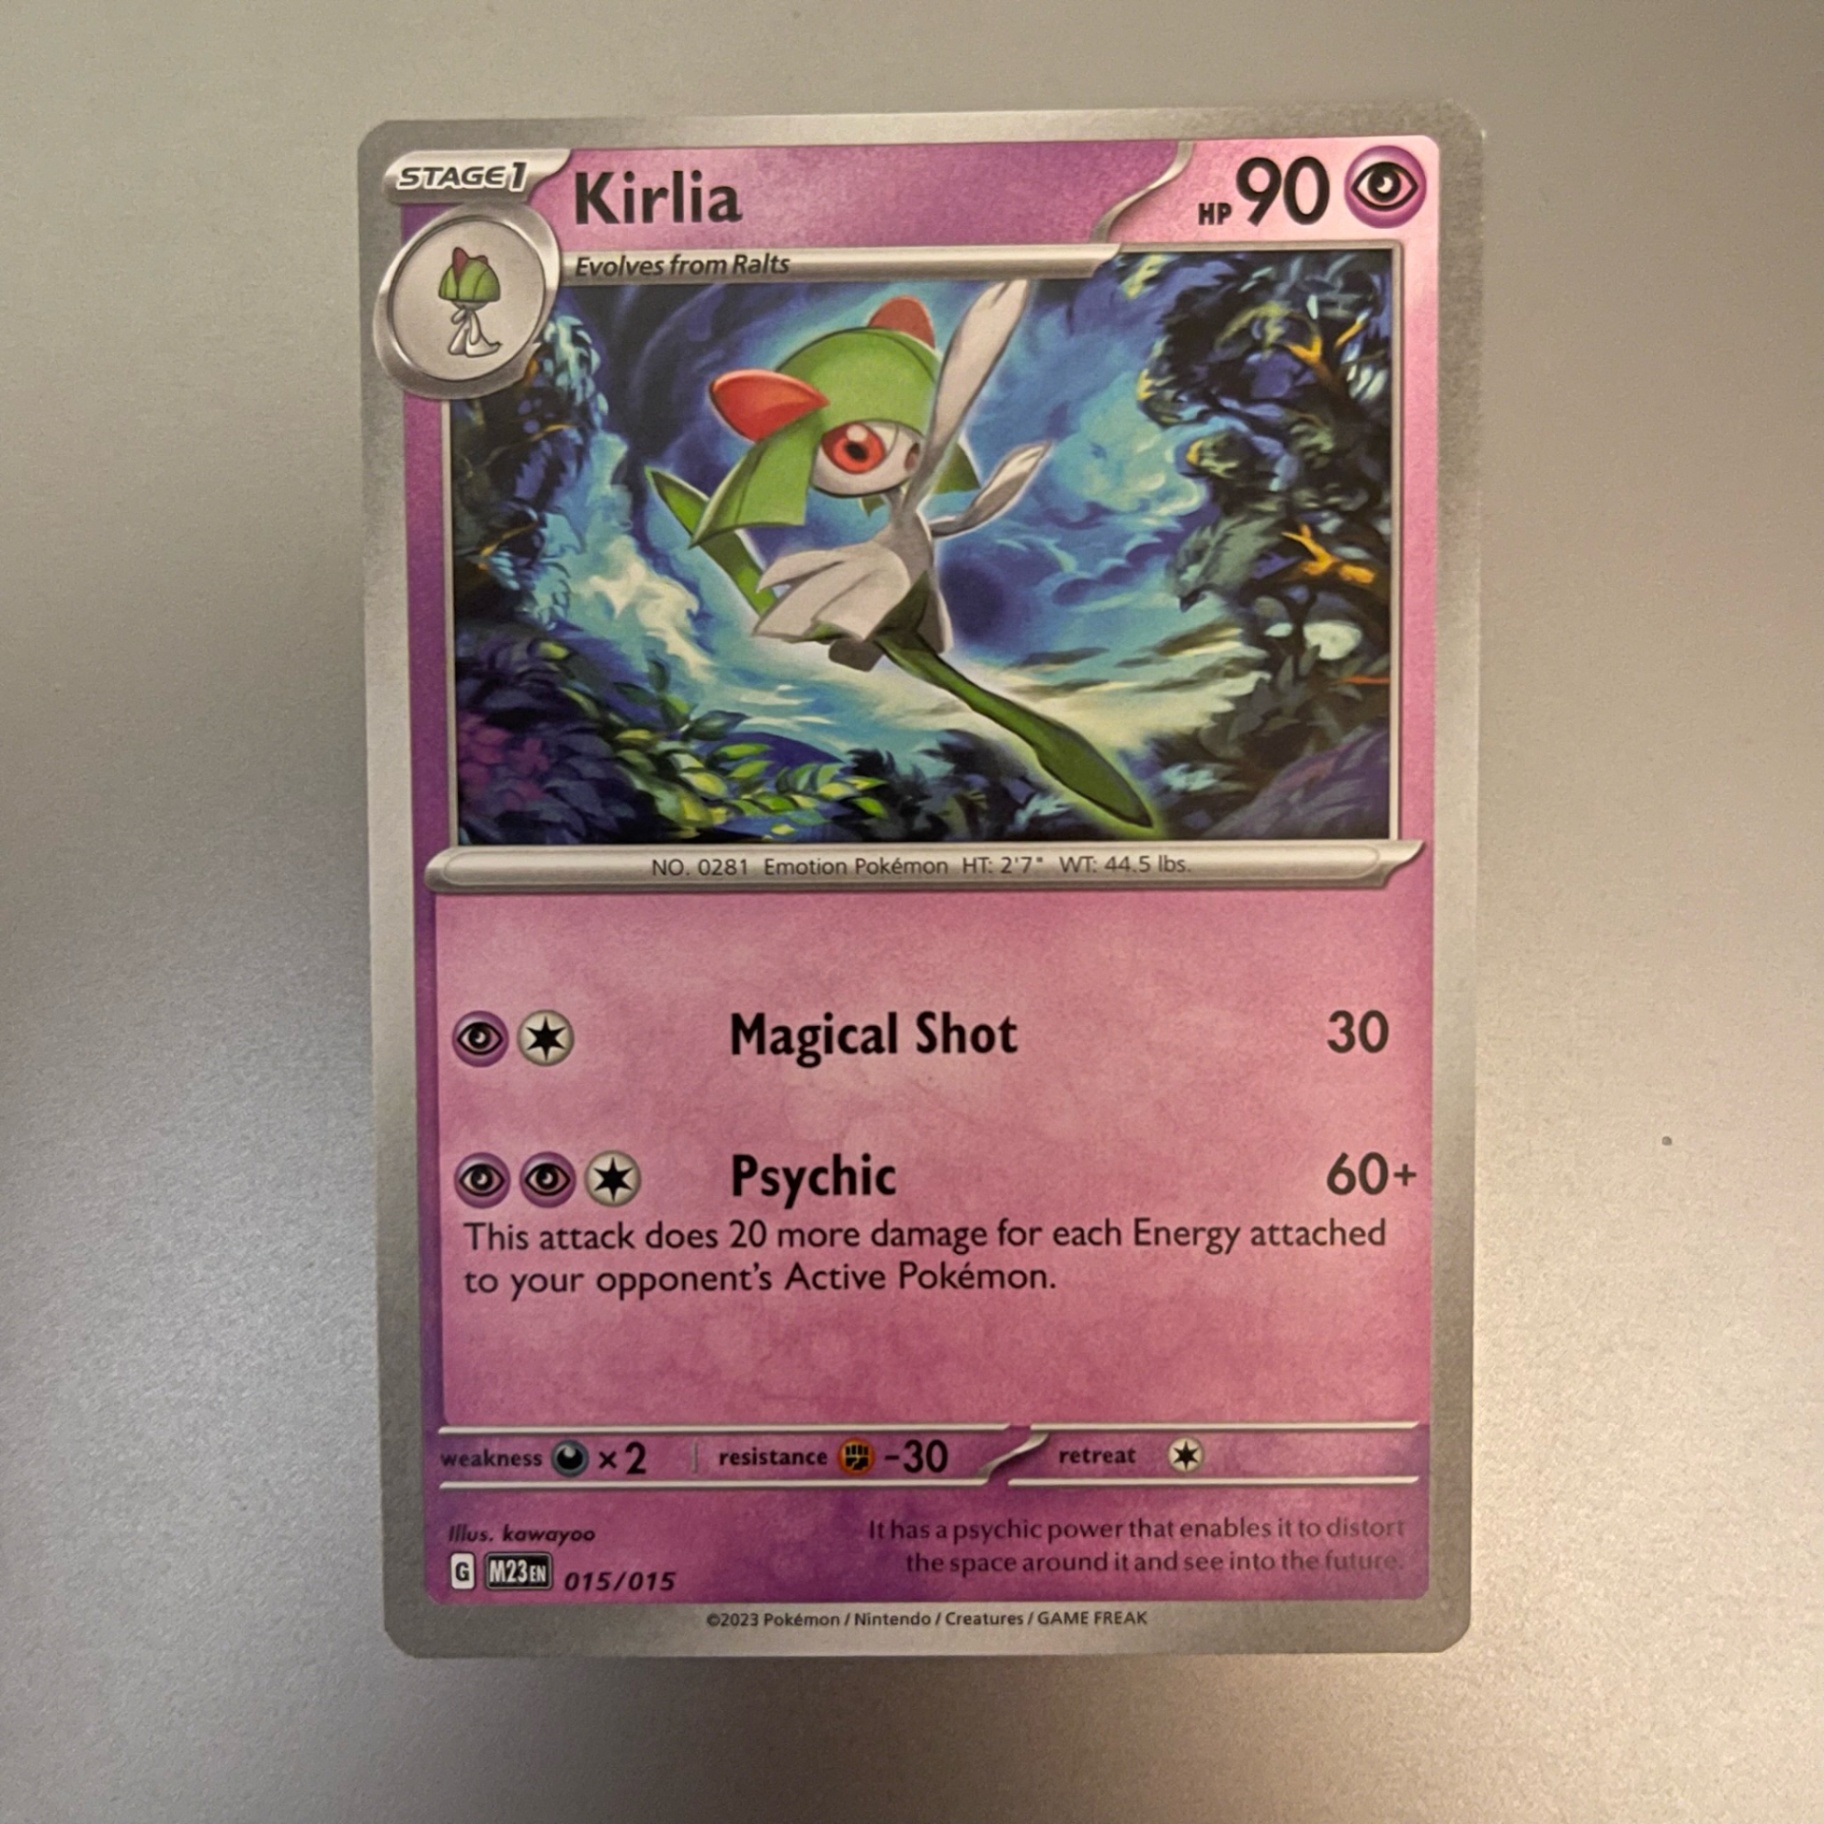 STAGE1 Kirlia HP 90
Evolves from Ralts
NO. 0281 Emotion Pokémon HT: 2'7" WT: 44.5 lbs.
Magical Shot 30
Psychic 60+
This attack does 20 more damage for each Energy attached
to your opponent's Active Pokémon.
weakness ×2 resistance -30 retreat
Illus. kawayoo
It has a psychic power that enables it to distort
the space around it and see into the future.
G M23EN 015/015
©2023 Pokémon / Nintendo / Creatures / GAME FREAK